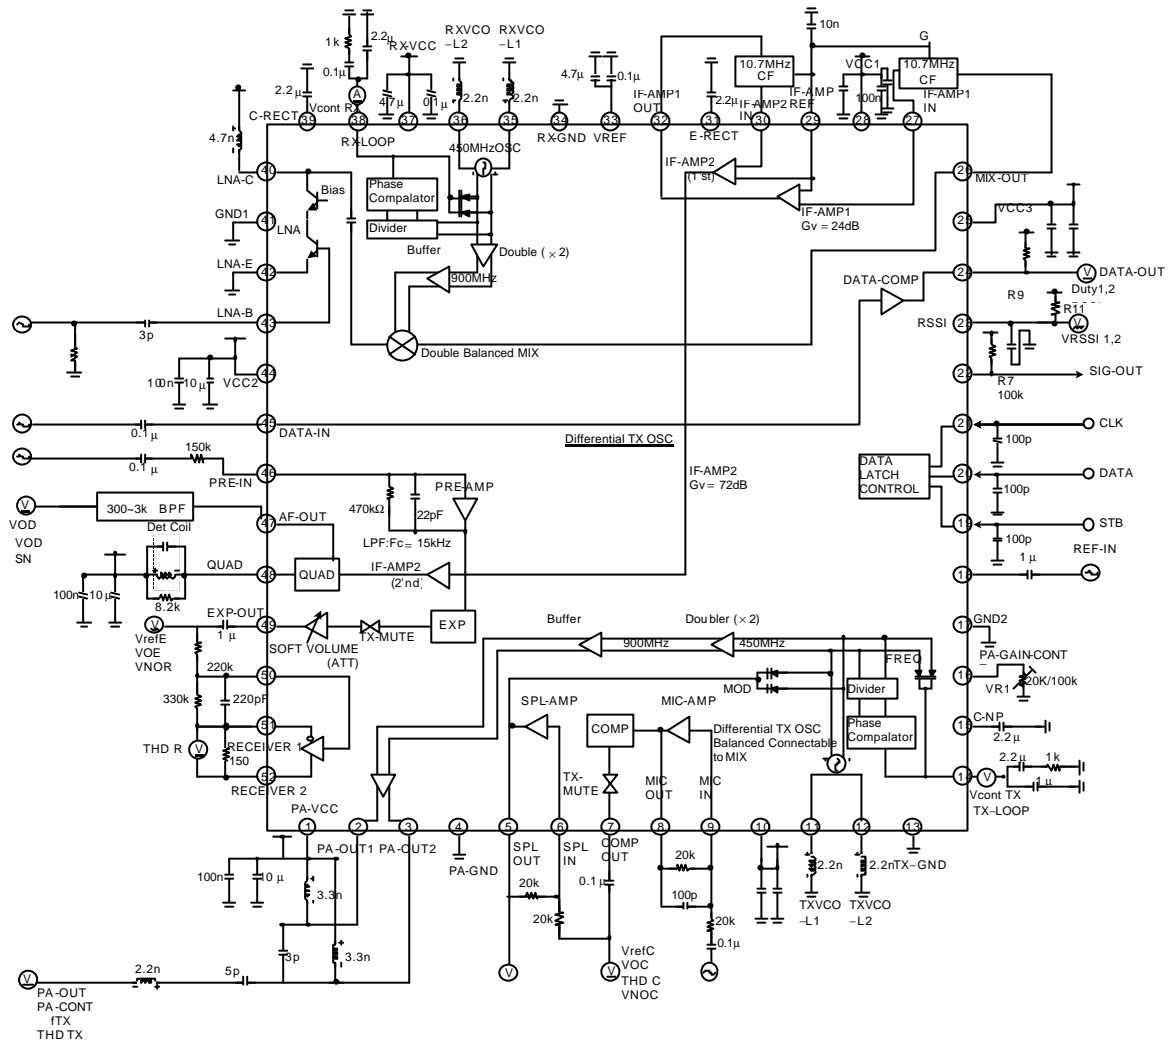 10n
1k
2.2μ
RX-VCC
RXVCO
–L2
RXVCO
–L1
G
10.7MHz
CF
VCC1
10.7MHz
CF
0.1μ
4.7μ
0.1μ
IF-AMP1
OUT
IF-AMP
REF
IF-AMP1
IN
2.2μ
Vcont RX
A
4.7μ
0.1μ
2.2n
2.2n
2.2μ
IF-AMP2
IN
100n
C-RECT
RX-GND
VREF
E-RECT
39
38
37
36
35
34
33
32
31
30
29
28
27
4.7n
RX-LOOP
450MHzOSC
IF-AMP2
(1'st)
40
LNA-C
Bias
Phase
Compalator
26
MIX-OUT
GND1
41
LNA
Divider
IF-AMP1
Gv = 24dB
25
VCC3
Buffer
Double (×2)
LNA-E
42
900MHz
DATA-COMP
24
V
DATA-OUT
Duty1,2
R9
R11
LNA-B
43
3p
RSSI
23
V
VRSSI 1,2
Double Balanced MIX
44
VCC2
100n
10μ
22
R7
100k
SIG-OUT
45
DATA-IN
0.1μ
21
CLK
100p
Differential TX OSC
150k
0.1μ
46
PRE-IN
PRE-AMP
IF-AMP2
Gv = 72dB
DATA
LATCH
CONTROL
20
DATA
100p
V
VOD
VOD
SN
300~3k BPF
47
AF-OUT
470kΩ
22pF
LPF:Fc = 15kHz
19
STB
100p
Det Coil
QUAD
48
QUAD
IF-AMP2
(2'nd)
18
1μ
REF-IN
100n
10μ
8.2k
EXP-OUT
49
V
VrefE
VOE
VNOR
1μ
SOFT VOLUME
(ATT)
TX-MUTE
EXP
Buffer
Doubler (×2)
17
GND2
900MHz
450MHz
FREQ
PA-GAIN-CONT
220k
50
16
VR1
20K/100k
330k
220pF
MOD
Divider
C-NP
SPL-AMP
MIC-AMP
51
THD R
V
RECEIVER 1
150
COMP
Differential TX OSC
Balanced Connectable
to MIX
Phase
Compalator
15
2.2μ
52
RECEIVER 2
TX-
MUTE
MIC
OUT
MIC
IN
14
V
Vcont TX
TX–LOOP
2.2μ
1k
1μ
PA-VCC
1
2
3
4
5
6
7
8
9
10
11
12
13
PA-OUT1
PA-OUT2
PA-GND
SPL
OUT
SPL
IN
COMP
OUT
TX–GND
100n
10μ
3.3n
20k
0.1μ
20k
100p
2.2n
2.2n
TXVCO
–L1
TXVCO
–L2
20k
20k
0.1μ
3p
3.3n
V
V
VrefC
VOC
THD C
VNOC
V
2.2n
5p
PA-OUT
PA-CONT
fTX
THD TX